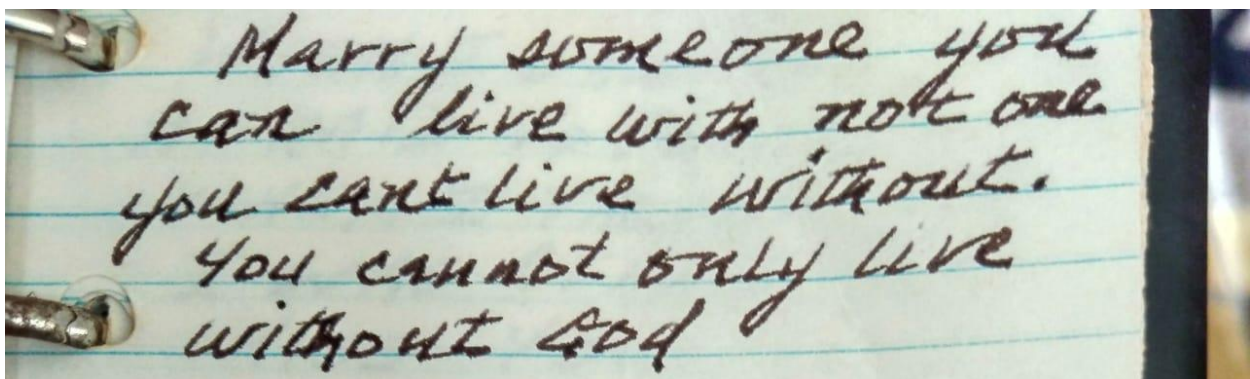 Marry someone you
can live with not one
you cant live without.
You cannot only live
without God